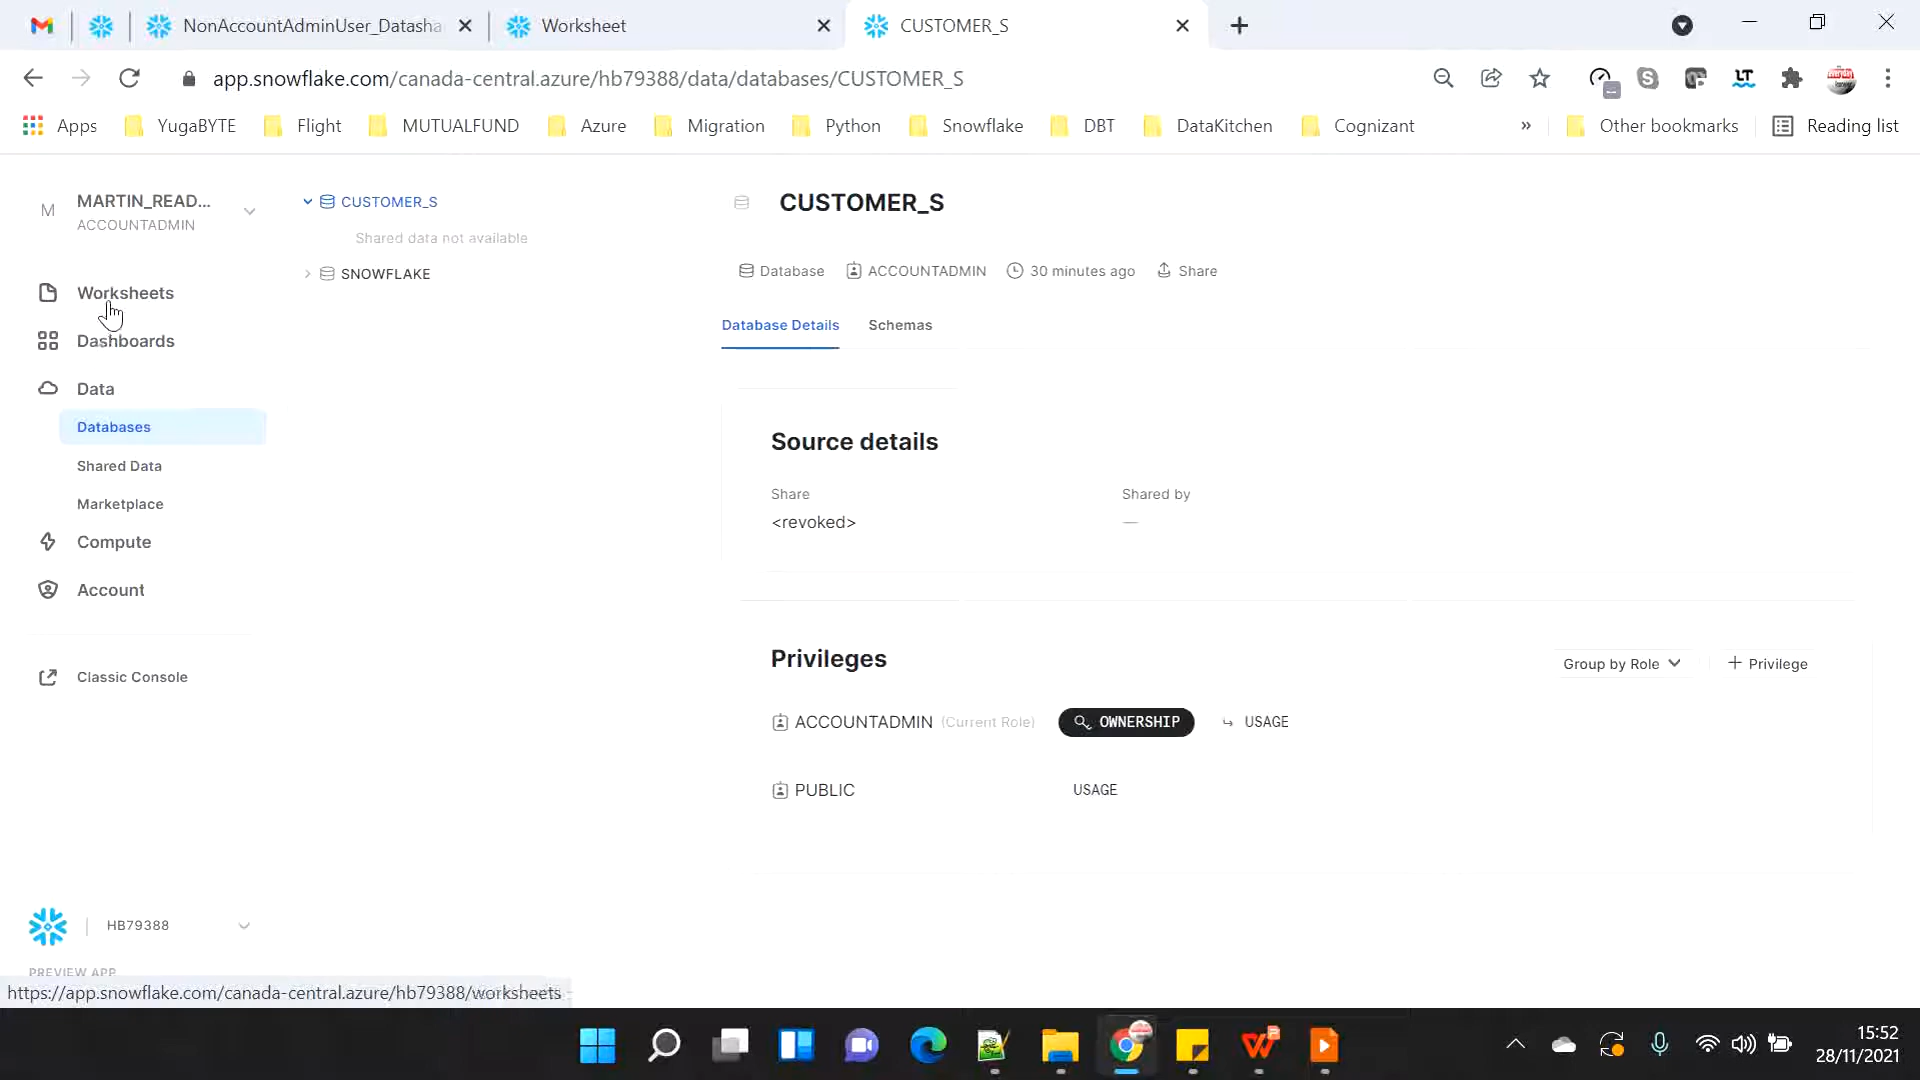 NonAccountAdminUser_Datasha
Worksheet
CUSTOMER_S
app.snowflake.com/canada-central.azure/hb79388/data/databases/CUSTOMER_S
Apps YugaBYTE Flight MUTUALFUND Azure Migration Python Snowflake DBT DataKitchen Cognizant » Other bookmarks Reading list
M
MARTIN_READ...
ACCOUNTADMIN
Worksheets
Dashboards
Data
Databases
Shared Data
Marketplace
Compute
Account
Classic Console
HB79388
PREVIEW APP
https://app.snowflake.com/canada-central.azure/hb79388/worksheets
CUSTOMER_S
Shared data not available
SNOWFLAKE
CUSTOMER_S
Database ACCOUNTADMIN 30 minutes ago Share
Database Details Schemas
Source details
Share Shared by
<revoked> —
Privileges
Group by Role + Privilege
ACCOUNTADMIN (Current Role) OWNERSHIP USAGE
PUBLIC USAGE
15:52
28/11/2021